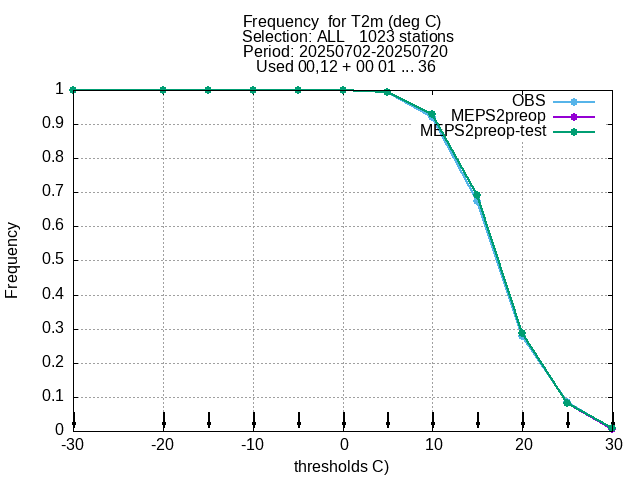 Frequency  for T2m (deg C)
Selection: ALL   1023 stations
Period: 20250702-20250720
Used 00,12 + 00 01 ... 36
OBS
MEPS2preop
MEPS2preop-test
1
0.9
0.8
0.7
0.6
0.5
0.4
0.3
0.2
0.1
0
Frequency
-30
-20
-10
0
10
20
30
thresholds C)